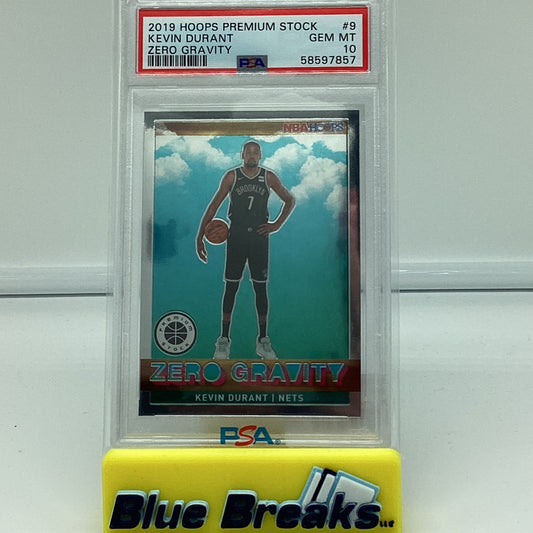 2019 HOOPS PREMIUM STOCK #9
KEVIN DURANT GEM MT
ZERO GRAVITY 10
PSA 58597857
NBA HOOPS
BROOKLYN
7
PREMIUM STOCK
ZERO GRAVITY
KEVIN DURANT | NETS
PSA
Blue Breaks LLC